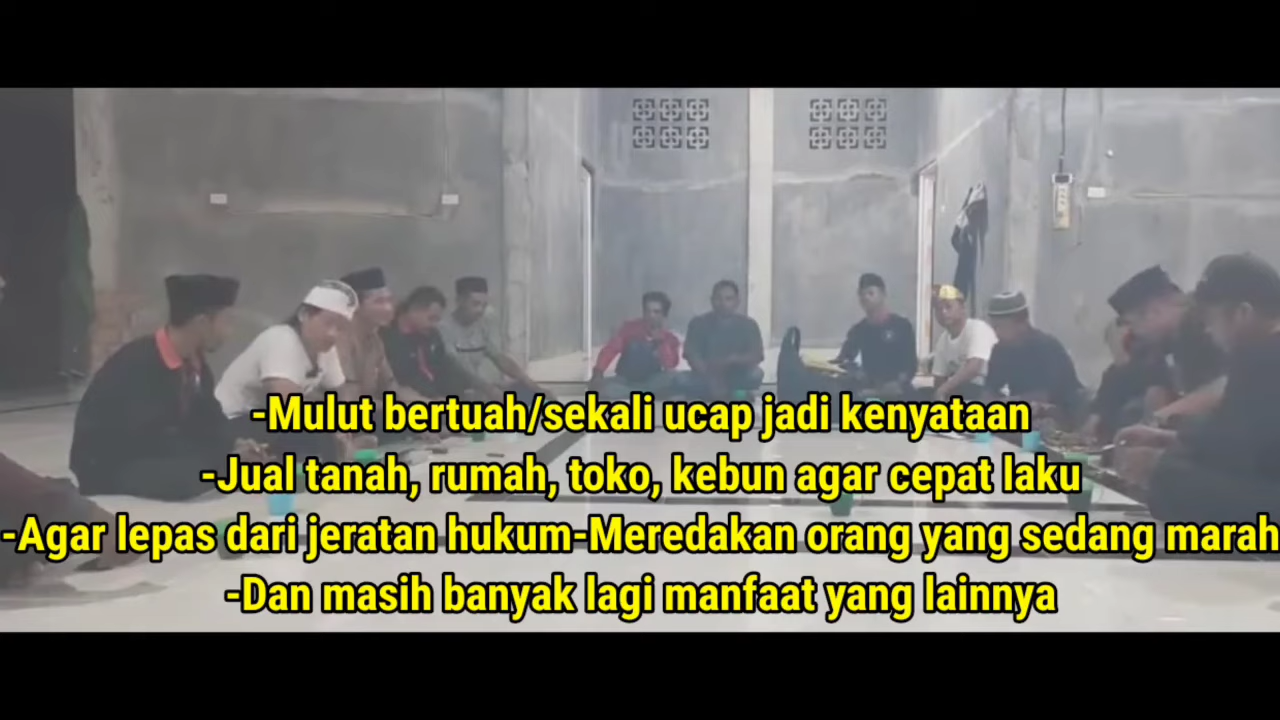 -Mulut bertuah/sekali ucap jadi kenyataan
-Jual tanah, rumah, toko, kebun agar cepat laku
-Agar lepas dari jeratan hukum-Meredakan orang yang sedang marah
-Dan masih banyak lagi manfaat yang lainnya